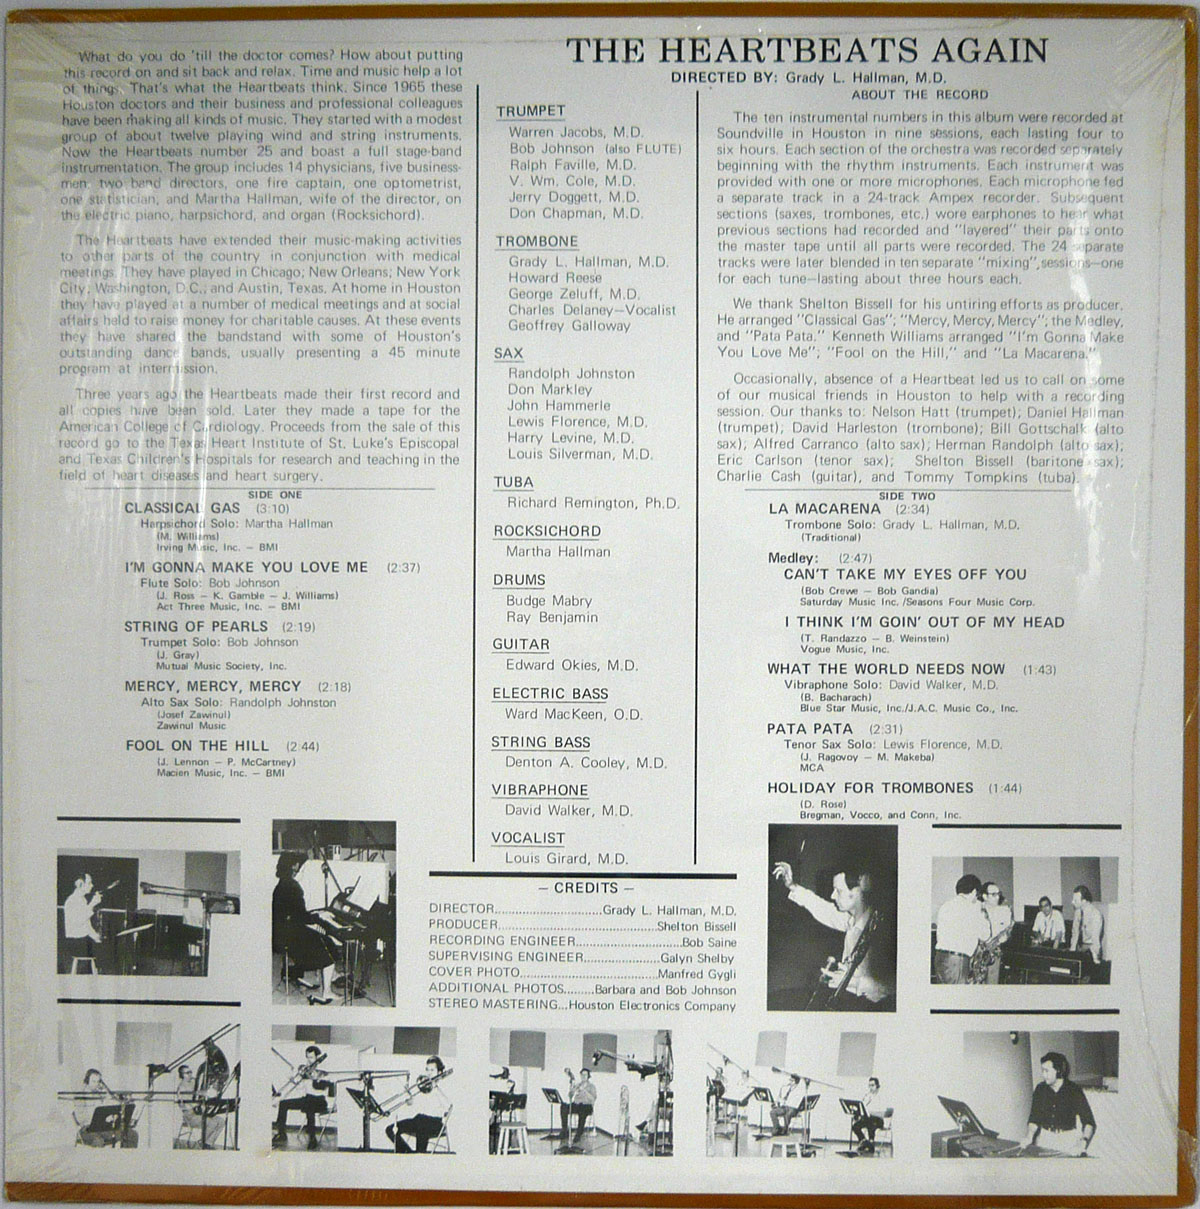 THE HEARTBEATS AGAIN
DIRECTED BY: Grady L. Hallman, M.D.
What do you do 'till the doctor comes? How about putting
this record on and sit back and relax. Time and music help a lot
of things. That's what the Heartbeats think. Since 1965 these
Houston doctors and their business and professional colleagues
have been making all kinds of music. They started with a modest
group of about twelve playing wind and string instruments.
Now the Heartbeats number 25 and boast a full stage-band
instrumentation. The group includes 14 physicians, five business-
men, two band directors, one fire captain, one optometrist,
one statistician, and Martha Hallman, wife of the director, on
the electric piano, harpsichord, and organ (Rocksichord).
The Heartbeats have extended their music-making activities
to other parts of the country in conjunction with medical
meetings. They have played in Chicago; New Orleans; New York
City; Washington, D.C.; and Austin, Texas. At home in Houston
they have played at a number of medical meetings and at social
affairs held to raise money for charitable causes. At these events
they have shared the bandstand with some of Houston's
outstanding dance bands, usually presenting a 45 minute
program at intermission.
Three years ago the Heartbeats made their first record and
all copies have been sold. Later they made a tape for the
American College of Cardiology. Proceeds from the sale of this
record go to the Texas Heart Institute of St. Luke's Episcopal
and Texas Children's Hospitals for research and teaching in the
field of heart diseases and heart surgery.
SIDE ONE
CLASSICAL GAS (3:10)
Harpsichord Solo: Martha Hallman
(M. Williams)
Irving Music, Inc. – BMI
I'M GONNA MAKE YOU LOVE ME (2:37)
Flute Solo: Bob Johnson
(J. Ross – K. Gamble – J. Williams)
Act Three Music, Inc. – BMI
STRING OF PEARLS (2:19)
Trumpet Solo: Bob Johnson
(J. Gray)
Mutual Music Society, Inc.
MERCY, MERCY, MERCY (2:18)
Alto Sax Solo: Randolph Johnston
(Josef Zawinul)
Zawinul Music
FOOL ON THE HILL (2:44)
(J. Lennon – P. McCartney)
Maclen Music, Inc. – BMI
TRUMPET
Warren Jacobs, M.D.
Bob Johnson (also FLUTE)
Ralph Faville, M.D.
V. Wm. Cole, M.D.
Jerry Doggett, M.D.
Don Chapman, M.D.
TROMBONE
Grady L. Hallman, M.D.
Howard Reese
George Zeluff, M.D.
Charles Delaney—Vocalist
Geoffrey Galloway
SAX
Randolph Johnston
Don Markley
John Hammerle
Lewis Florence, M.D.
Harry Levine, M.D.
Louis Silverman, M.D.
TUBA
Richard Remington, Ph.D.
ROCKSICHORD
Martha Hallman
DRUMS
Budge Mabry
Ray Benjamin
GUITAR
Edward Okies, M.D.
ELECTRIC BASS
Ward MacKeen, O.D.
STRING BASS
Denton A. Cooley, M.D.
VIBRAPHONE
David Walker, M.D.
VOCALIST
Louis Girard, M.D.
ABOUT THE RECORD
The ten instrumental numbers in this album were recorded at
Soundville in Houston in nine sessions, each lasting four to
six hours. Each section of the orchestra was recorded separately
beginning with the rhythm instruments. Each instrument was
provided with one or more microphones. Each microphone fed
a separate track in a 24-track Ampex recorder. Subsequent
sections (saxes, trombones, etc.) wore earphones to hear what
previous sections had recorded and "layered" their parts onto
the master tape until all parts were recorded. The 24 separate
tracks were later blended in ten separate "mixing", sessions—one
for each tune—lasting about three hours each.
We thank Shelton Bissell for his untiring efforts as producer.
He arranged "Classical Gas"; "Mercy, Mercy, Mercy"; the Medley,
and "Pata Pata." Kenneth Williams arranged "I'm Gonna Make
You Love Me"; "Fool on the Hill," and "La Macarena."
Occasionally, absence of a Heartbeat led us to call on some
of our musical friends in Houston to help with a recording
session. Our thanks to: Nelson Hatt (trumpet); Daniel Hallman
(trumpet); David Harleston (trombone); Bill Gottschalk (alto
sax); Alfred Carranco (alto sax); Herman Randolph (alto sax);
Eric Carlson (tenor sax); Shelton Bissell (baritone sax);
Charlie Cash (guitar), and Tommy Tompkins (tuba).
SIDE TWO
LA MACARENA (2:34)
Trombone Solo: Grady L. Hallman, M.D.
(Traditional)
Medley: (2:47)
CAN'T TAKE MY EYES OFF YOU
(Bob Crewe – Bob Gandia)
Saturday Music Inc./Seasons Four Music Corp.
I THINK I'M GOIN' OUT OF MY HEAD
(T. Randazzo – B. Weinstein)
Vogue Music, Inc.
WHAT THE WORLD NEEDS NOW (1:43)
Vibraphone Solo: David Walker, M.D.
(B. Bacharach)
Blue Star Music, Inc./J.A.C. Music Co., Inc.
PATA PATA (2:31)
Tenor Sax Solo: Lewis Florence, M.D.
(J. Ragovoy – M. Makeba)
MCA
HOLIDAY FOR TROMBONES (1:44)
(D. Rose)
Bregman, Vocco, and Conn, Inc.
– CREDITS –
DIRECTOR............................Grady L. Hallman, M.D.
PRODUCER.........................................Shelton Bissell
RECORDING ENGINEER...........................Bob Saine
SUPERVISING ENGINEER....................Galyn Shelby
COVER PHOTO....................................Manfred Gygli
ADDITIONAL PHOTOS........Barbara and Bob Johnson
STEREO MASTERING...Houston Electronics Company